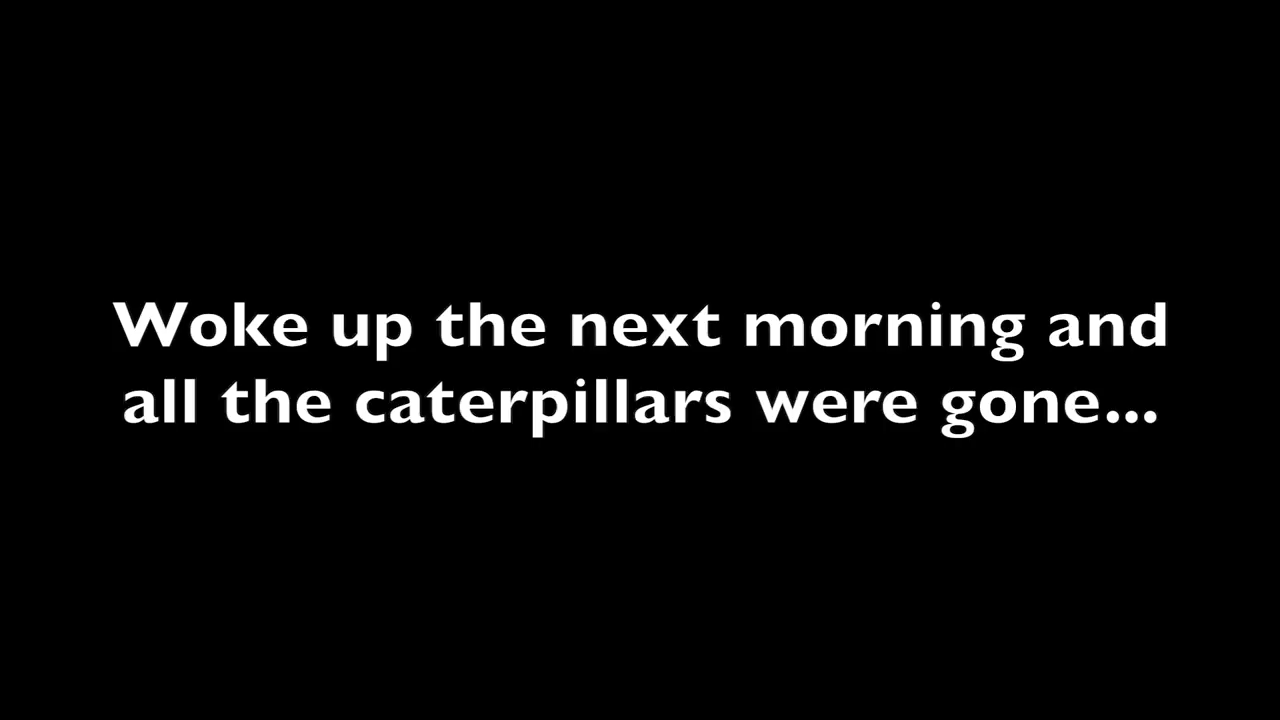 Woke up the next morning and
all the caterpillars were gone...